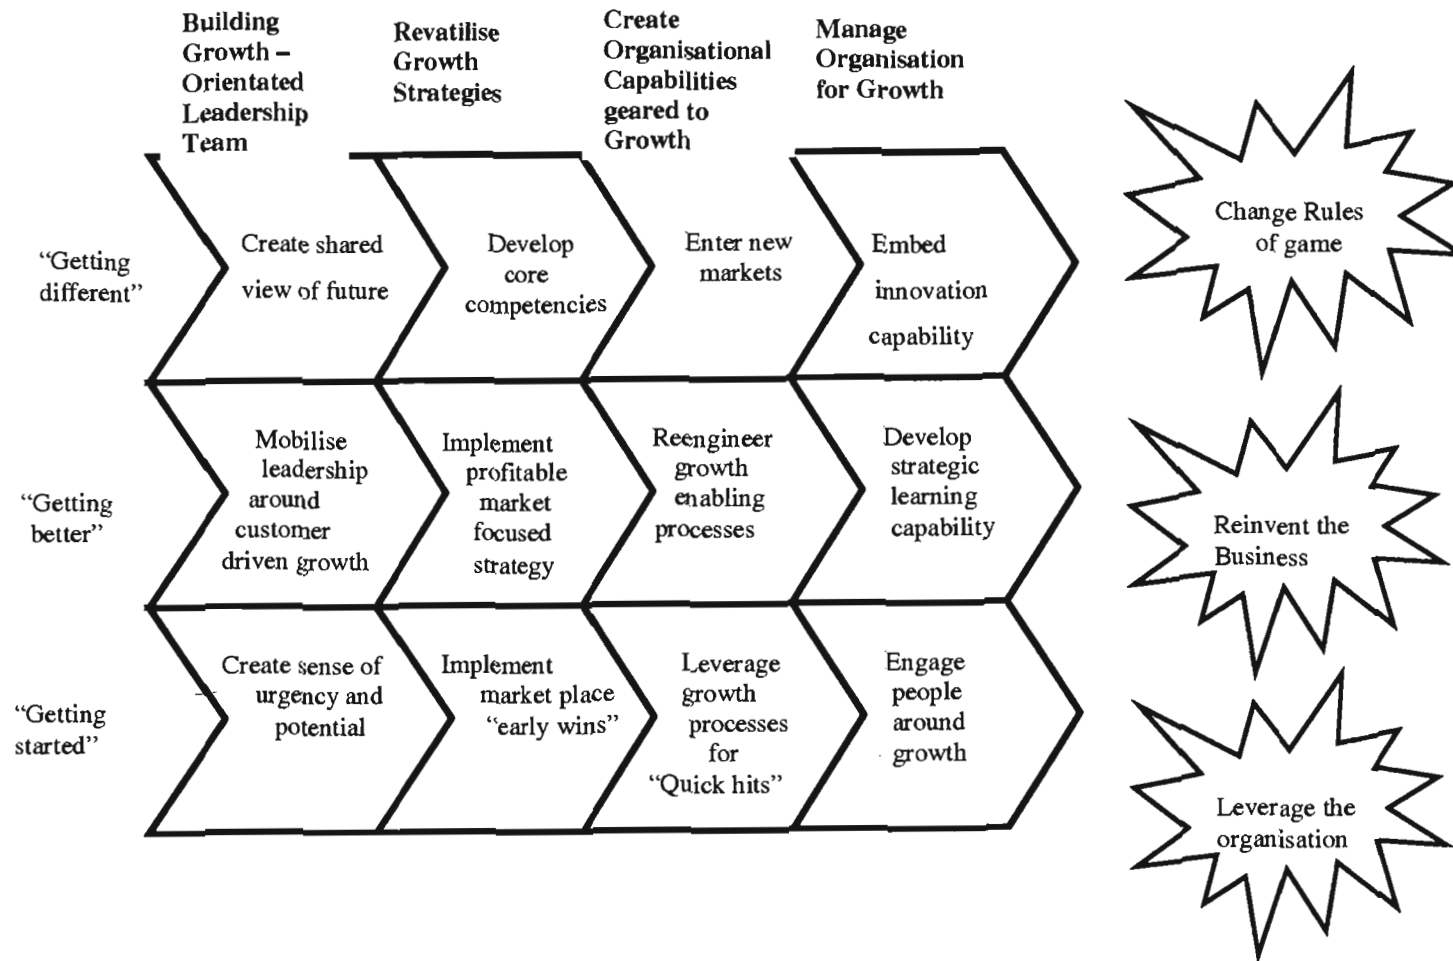 Building
Growth –
Orientated
Leadership
Team
Revatilise
Growth
Strategies
Create
Organisational
Capabilities
geared to
Growth
Manage
Organisation
for Growth
“Getting
different”
Create shared
view of future
Develop
core
competencies
Enter new
markets
Embed
innovation
capability
Change Rules
of game
“Getting
better”
Mobilise
leadership
around
customer
driven growth
Implement
profitable
market
focused
strategy
Reengineer
growth
enabling
processes
Develop
strategic
learning
capability
Reinvent the
Business
“Getting
started”
Create sense of
urgency and
potential
Implement
market place
“early wins”
Leverage
growth
processes
for
“Quick hits”
Engage
people
around
growth
Leverage the
organisation